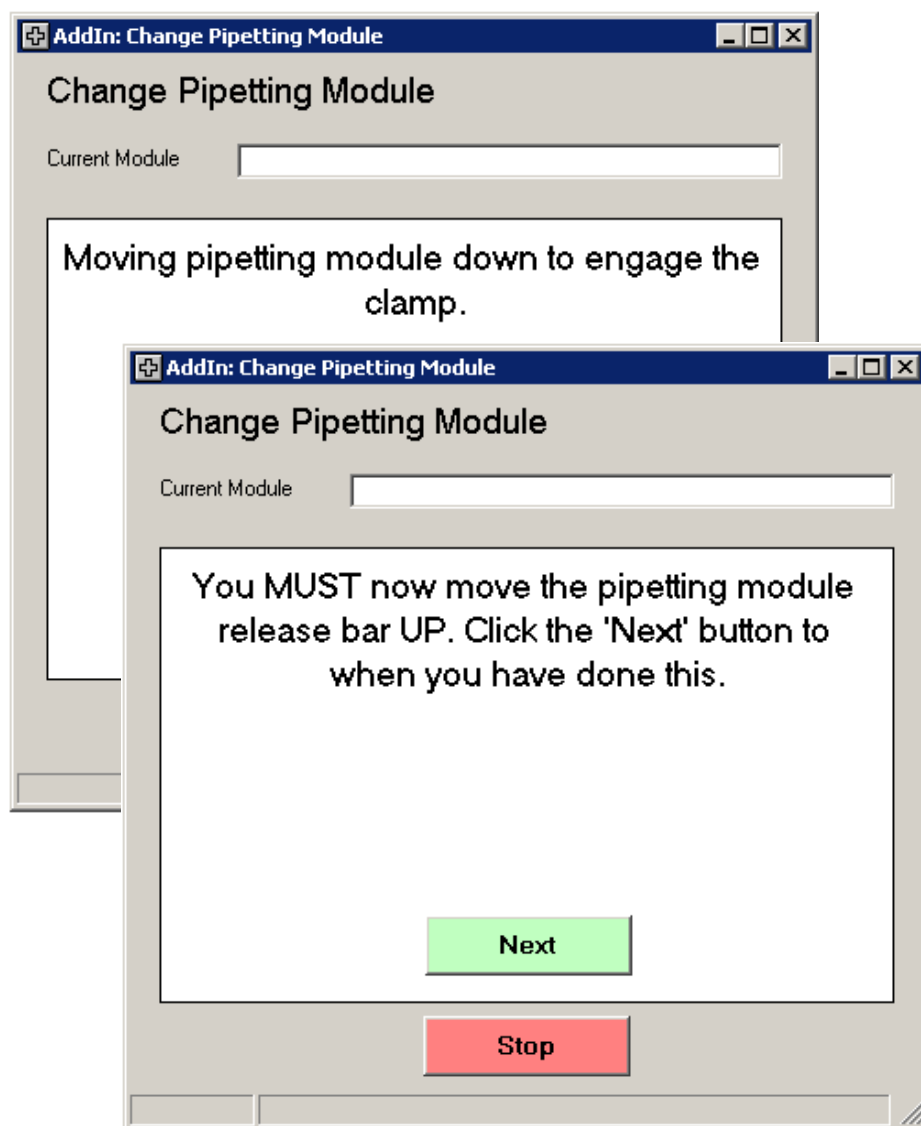 AddIn: Change Pipetting Module
Change Pipetting Module
Current Module
Moving pipetting module down to engage the
clamp.
AddIn: Change Pipetting Module
Change Pipetting Module
Current Module
You MUST now move the pipetting module
release bar UP. Click the 'Next' button to
when you have done this.
Next
Stop